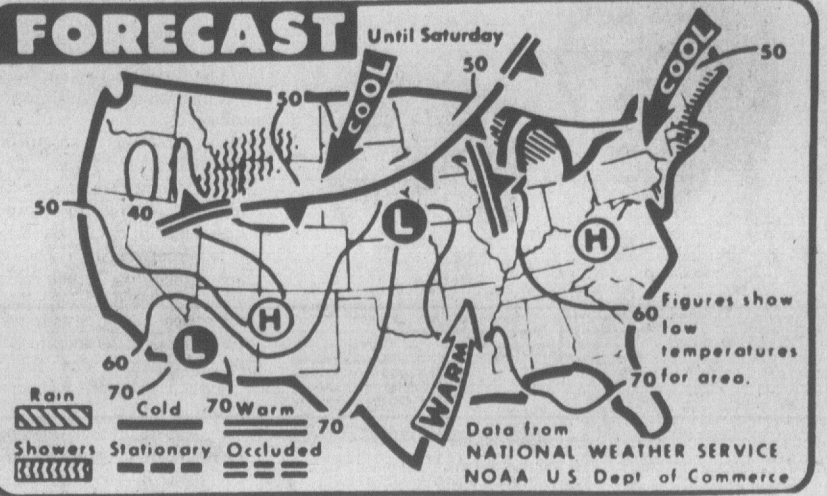 FORECAST
Until Saturday
COOL
COOL
50
50
50
50
40
L
H
H
L
60
70
70
70
60
70
WARM
Figures show
low
temperatures
for area.
Rain
Cold
Warm
Showers
Stationary
Occluded
Data from
NATIONAL WEATHER SERVICE
NOAA US Dept of Commerce